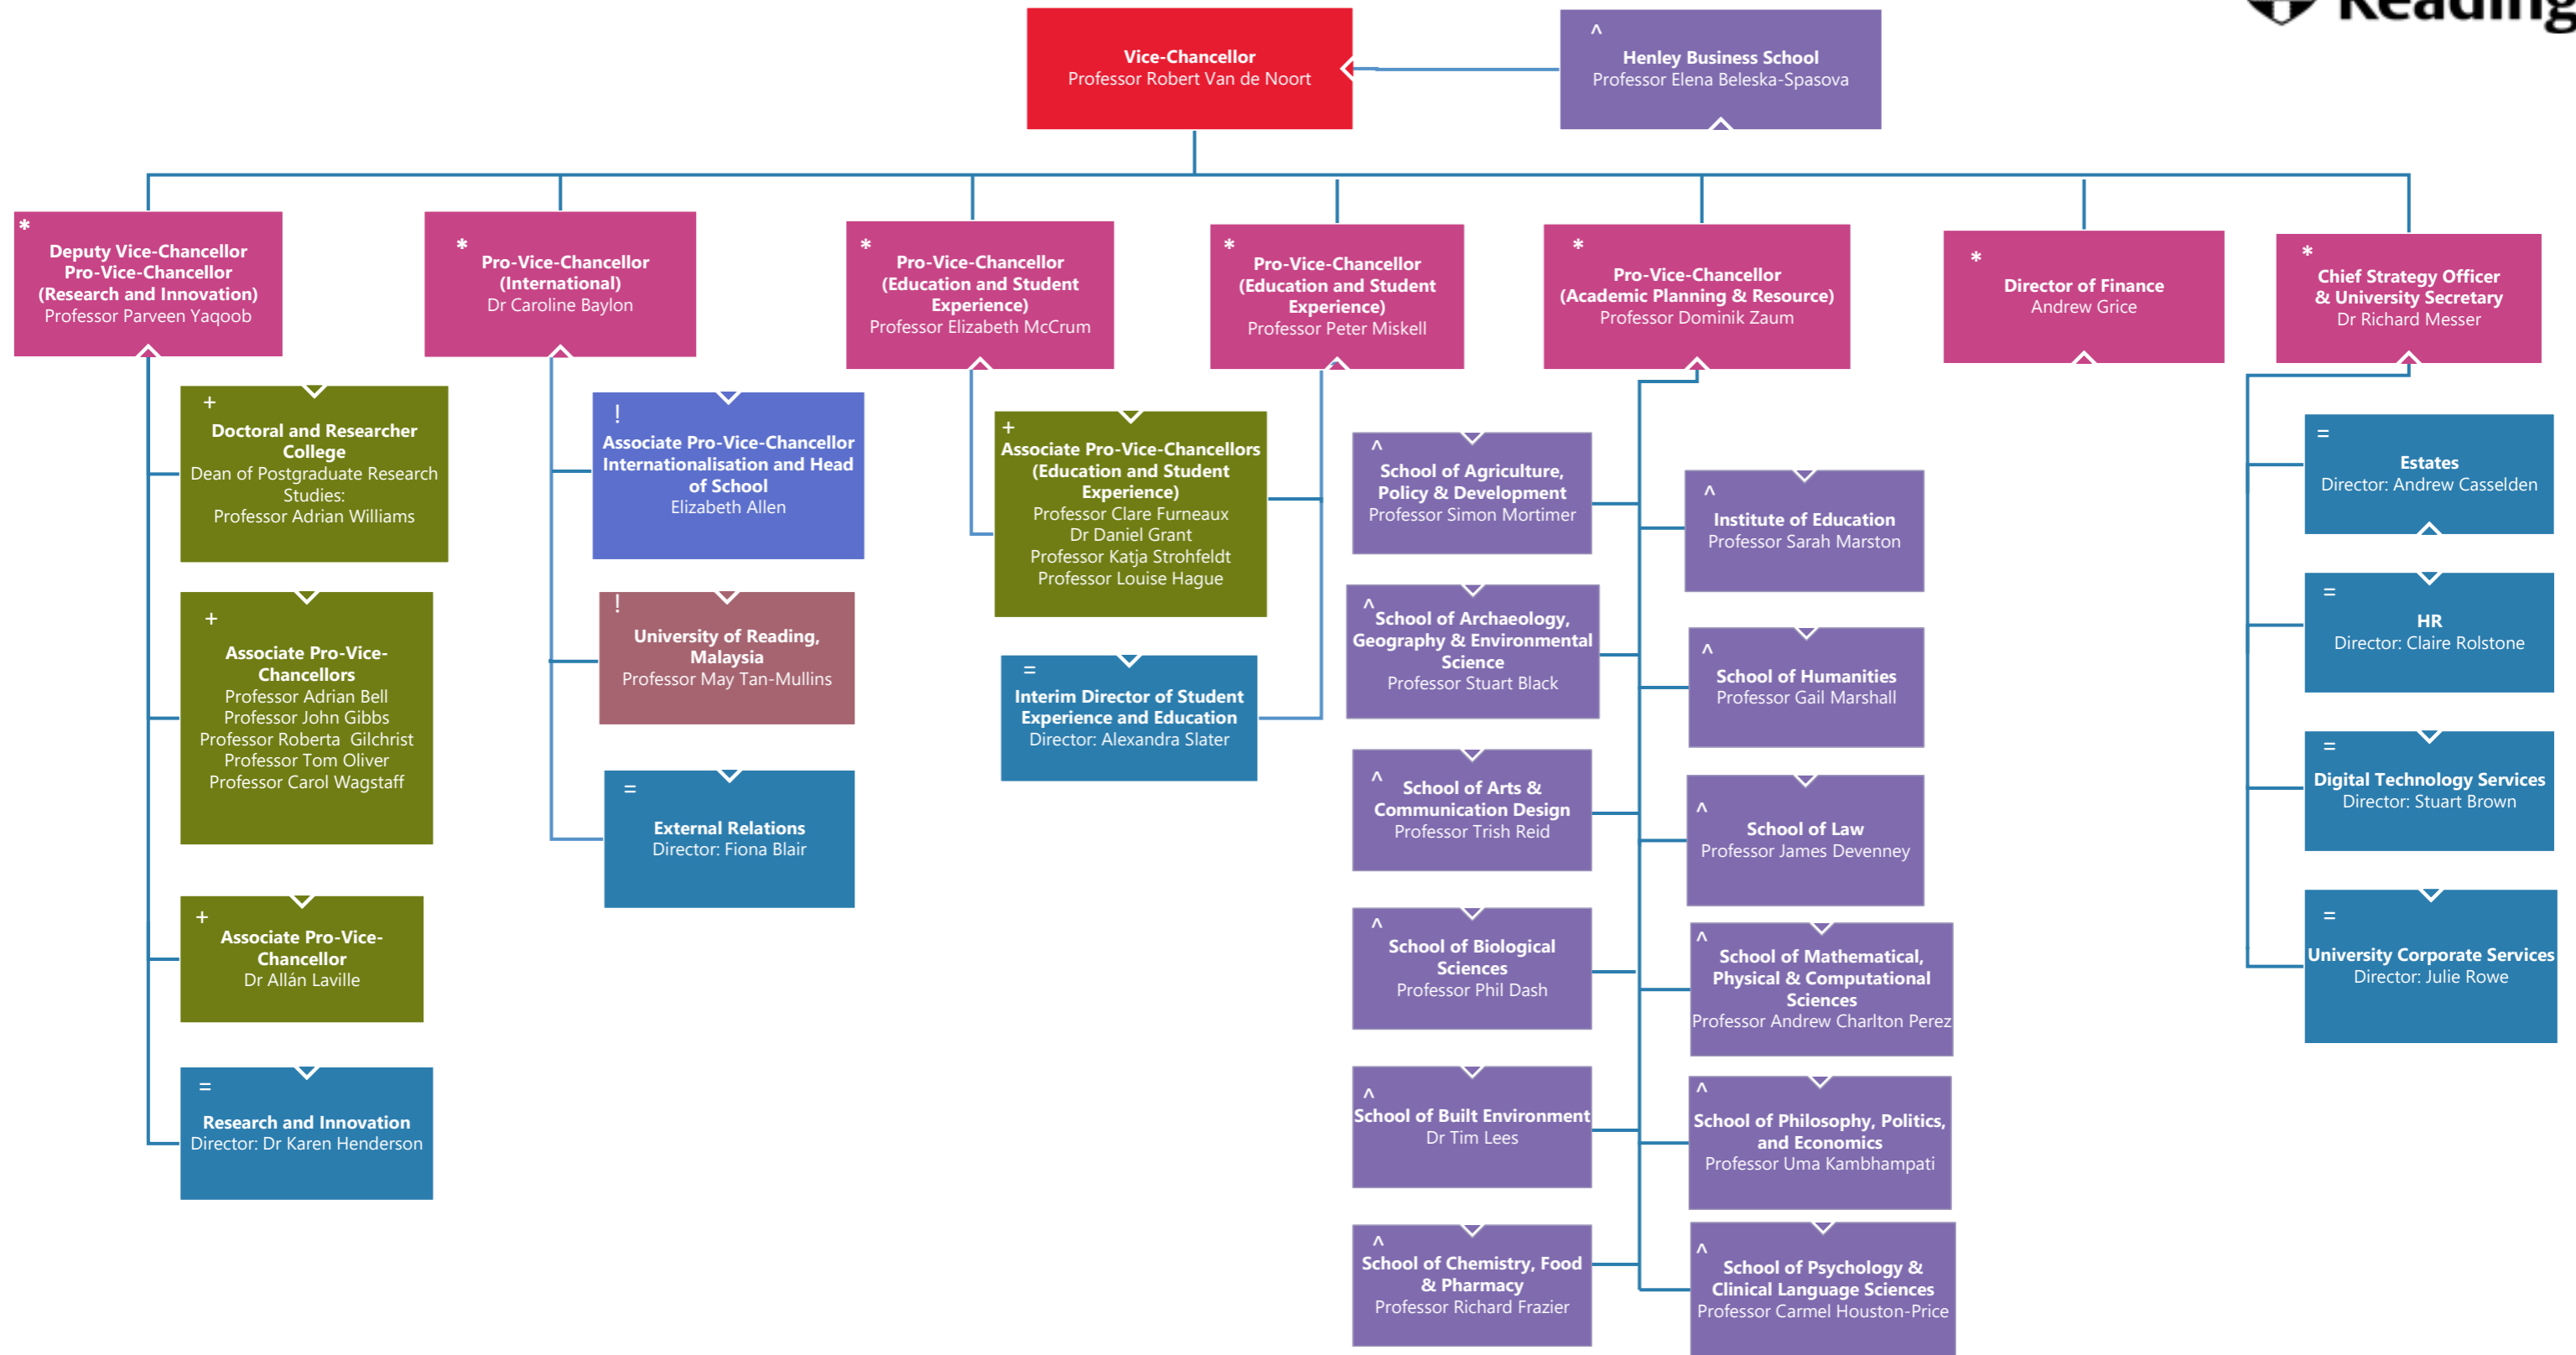 Reading
Vice-Chancellor
Professor Robert Van de Noort
^
Henley Business School
Professor Elena Beleska-Spasova
*
Deputy Vice-Chancellor
Pro-Vice-Chancellor
(Research and Innovation)
Professor Parveen Yaqoob
*
Pro-Vice-Chancellor
(International)
Dr Caroline Baylon
*
Pro-Vice-Chancellor
(Education and Student
Experience)
Professor Elizabeth McCrum
*
Pro-Vice-Chancellor
(Education and Student
Experience)
Professor Peter Miskell
*
Pro-Vice-Chancellor
(Academic Planning & Resource)
Professor Dominik Zaum
*
Director of Finance
Andrew Grice
*
Chief Strategy Officer
& University Secretary
Dr Richard Messer
+
Doctoral and Researcher
College
Dean of Postgraduate Research
Studies:
Professor Adrian Williams
+
Associate Pro-Vice-
Chancellors
Professor Adrian Bell
Professor John Gibbs
Professor Roberta  Gilchrist
Professor Tom Oliver
Professor Carol Wagstaff
+
Associate Pro-Vice-
Chancellor
Dr Allán Laville
=
Research and Innovation
Director: Dr Karen Henderson
!
Associate Pro-Vice-Chancellor
Internationalisation and Head
of School
Elizabeth Allen
!
University of Reading,
Malaysia
Professor May Tan-Mullins
=
External Relations
Director: Fiona Blair
+
Associate Pro-Vice-Chancellors
(Education and Student
Experience)
Professor Clare Furneaux
Dr Daniel Grant
Professor Katja Strohfeldt
Professor Louise Hague
=
Interim Director of Student
Experience and Education
Director: Alexandra Slater
^
School of Agriculture,
Policy & Development
Professor Simon Mortimer
^
School of Archaeology,
Geography & Environmental
Science
Professor Stuart Black
^
School of Arts &
Communication Design
Professor Trish Reid
^
School of Biological
Sciences
Professor Phil Dash
^
School of Built Environment
Dr Tim Lees
^
School of Chemistry, Food
& Pharmacy
Professor Richard Frazier
^
Institute of Education
Professor Sarah Marston
^
School of Humanities
Professor Gail Marshall
^
School of Law
Professor James Devenney
^
School of Mathematical,
Physical & Computational
Sciences
Professor Andrew Charlton Perez
^
School of Philosophy, Politics,
and Economics
Professor Uma Kambhampati
^
School of Psychology &
Clinical Language Sciences
Professor Carmel Houston-Price
=
Estates
Director: Andrew Casselden
=
HR
Director: Claire Rolstone
=
Digital Technology Services
Director: Stuart Brown
=
University Corporate Services
Director: Julie Rowe